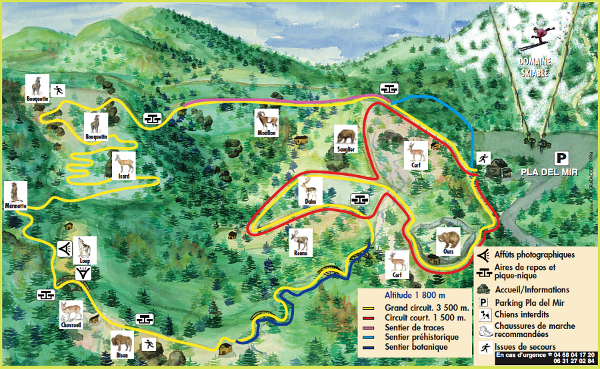 DOMAINE
SKIABLE
Bouquetin
Bouquetin
Isard
Mouflon
Sanglier
Cerf
P
PLA DEL MIR
Marmotte
Daim
Loup
Renne
Ours
Cerf
Chevreuil
Bison
Altitude 1 800 m
Grand circuit. 3 500 m.
Circuit court. 1 500 m.
Sentier de traces
Sentier préhistorique
Sentier botanique
Affûts photographiques
Aires de repos et
pique-nique
Accueil/Informations
P Parking Pla del Mir
Chiens interdits
Chaussures de marche
recommandées
Issues de secours
En cas d'urgence ☎ 04 68 04 17 20
06 31 27 02 84